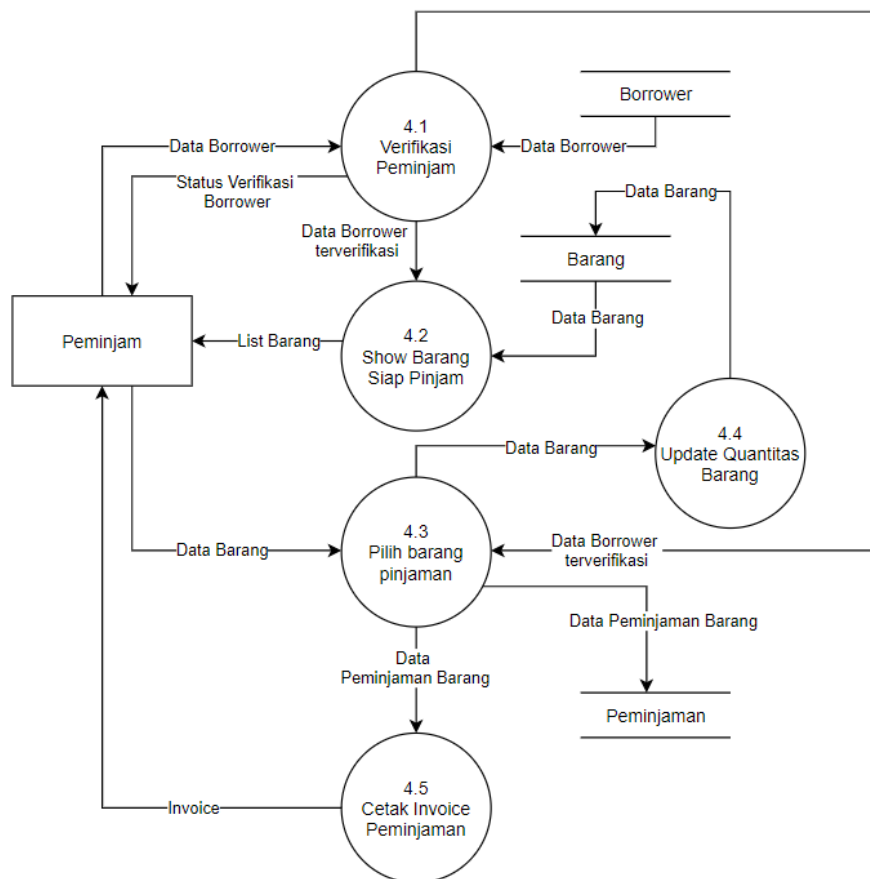 Borrower
4.1
Verifikasi
Peminjam
Data Borrower
Data Borrower
Status Verifikasi
Borrower
Data Barang
Data Borrower
terverifikasi
Barang
4.2
Show Barang
Siap Pinjam
Data Barang
Peminjam
List Barang
4.4
Update Quantitas
Barang
Data Barang
4.3
Pilih barang
pinjaman
Data Barang
Data Borrower
terverifikasi
Data Peminjaman Barang
Data
Peminjaman Barang
Peminjaman
4.5
Cetak Invoice
Peminjaman
Invoice